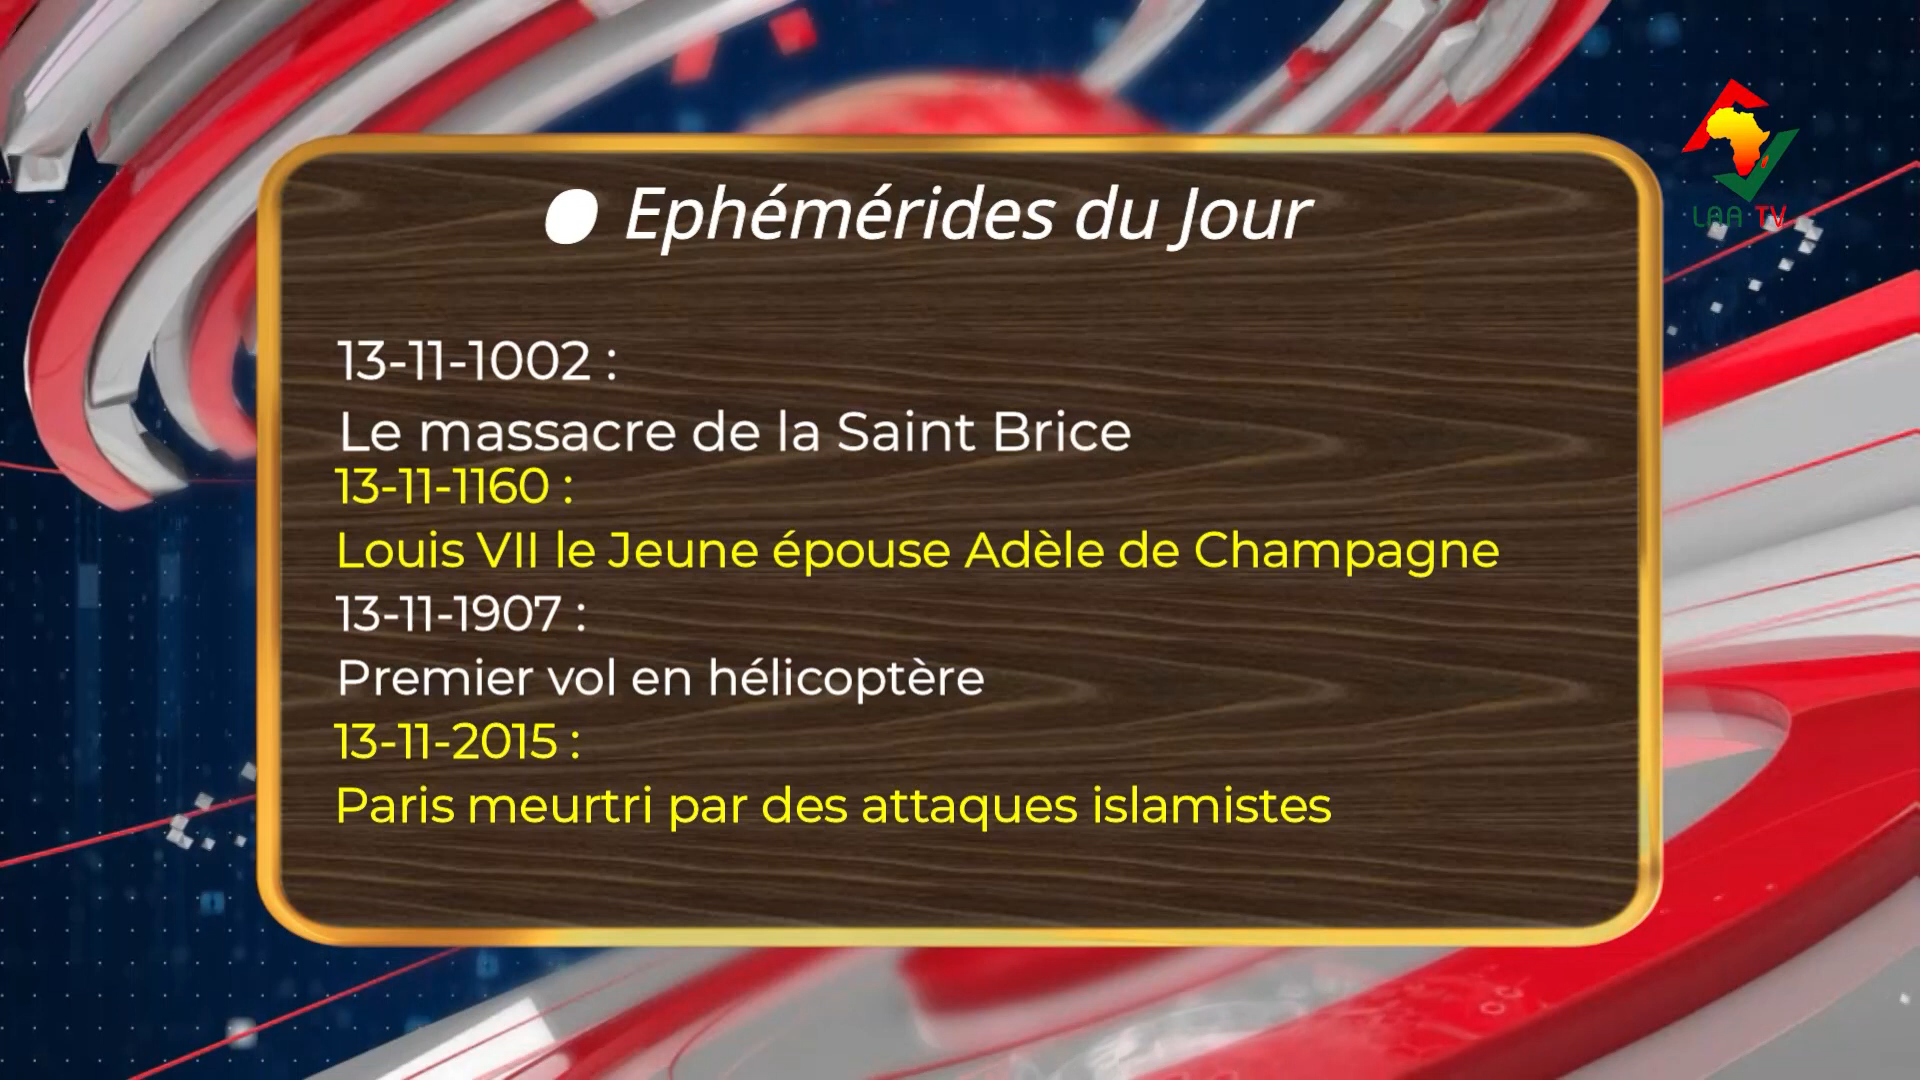 ● Ephémérides du Jour
LAA TV
13-11-1002 :
Le massacre de la Saint Brice
13-11-1160 :
Louis VII le Jeune épouse Adèle de Champagne
13-11-1907 :
Premier vol en hélicoptère
13-11-2015 :
Paris meurtri par des attaques islamistes